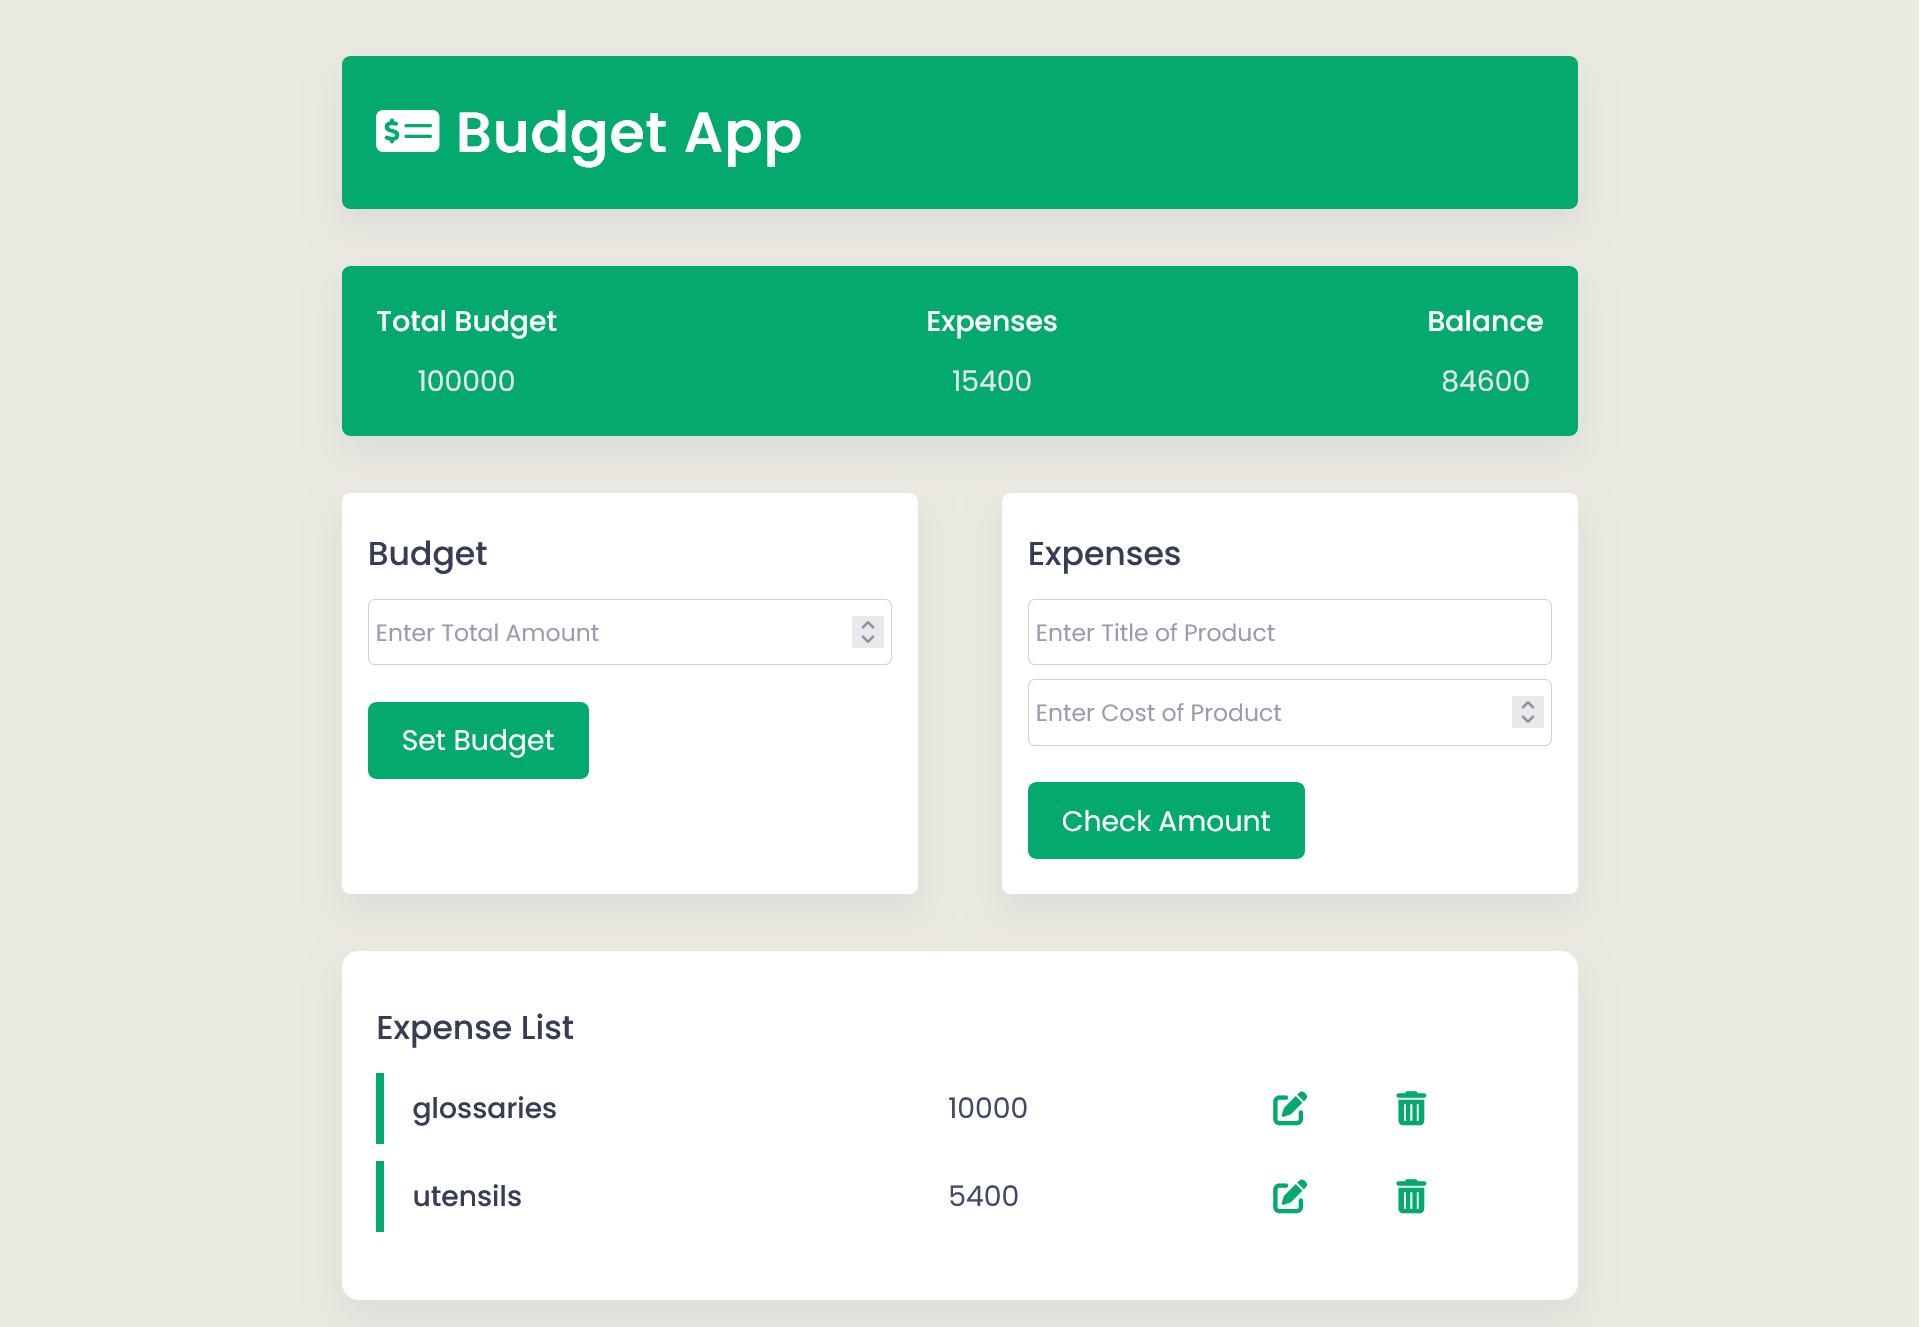 Budget App
Total Budget Expenses Balance
100000 15400 84600
Budget
Enter Total Amount
Set Budget
Expenses
Enter Title of Product
Enter Cost of Product
Check Amount
Expense List
glossaries 10000
utensils 5400